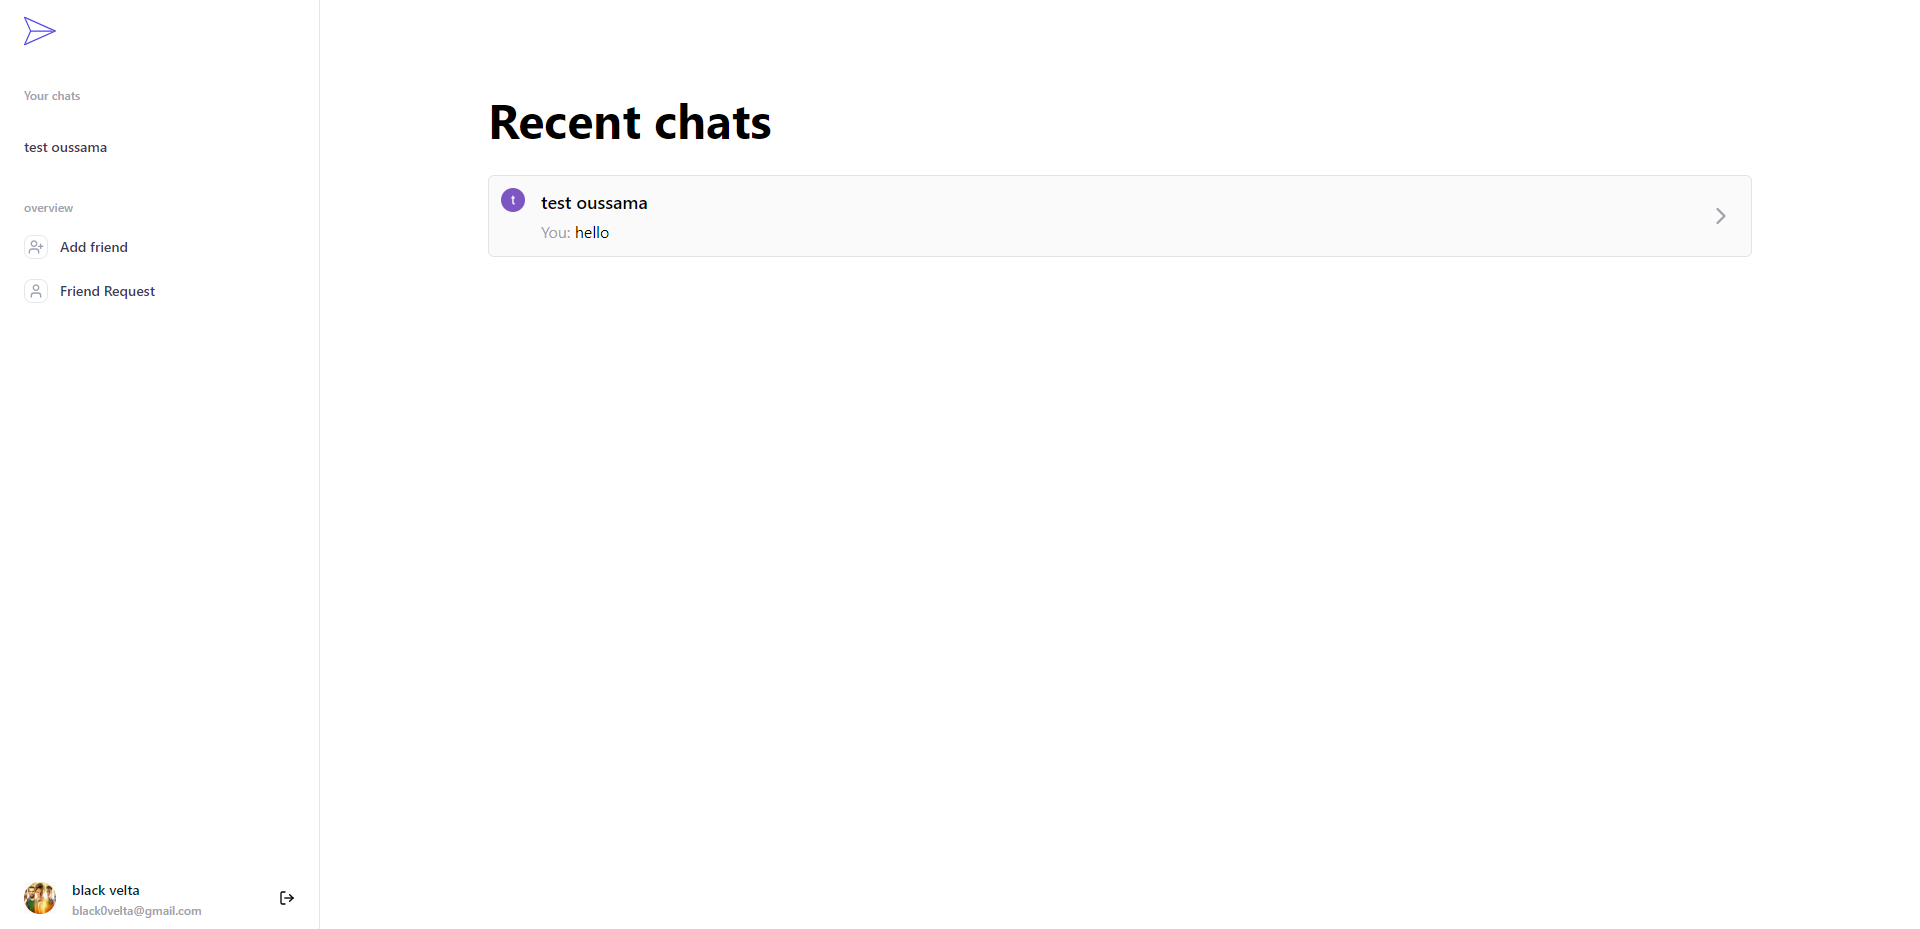 Your chats
test oussama
overview
Add friend
Friend Request
black velta
black0velta@gmail.com
Recent chats
t
test oussama
You: hello